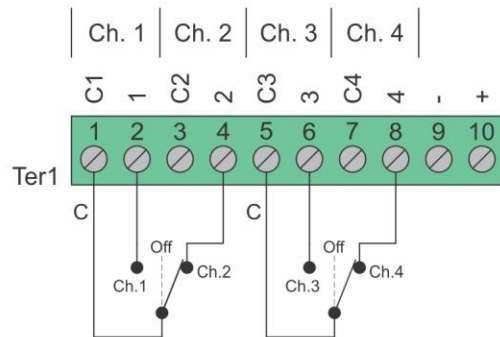 Ch. 1 Ch. 2 Ch. 3 Ch. 4
C1 1 C2 2 C3 3 C4 4 - +
1 2 3 4 5 6 7 8 9 10
Ter1
C C
Off Off
Ch.1 Ch.2 Ch.3 Ch.4